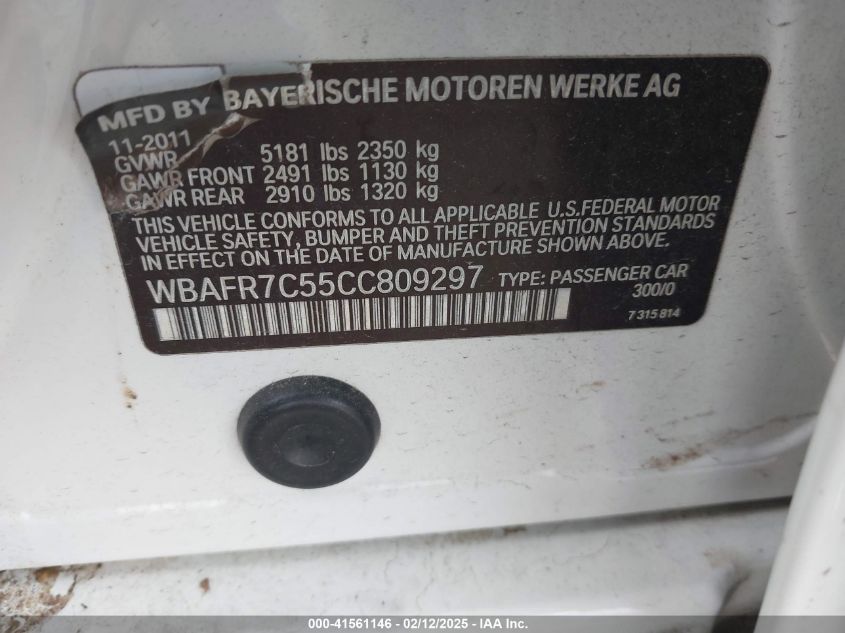 MFD BY BAYERISCHE MOTOREN WERKE AG
11-2011
GVWR 5181 lbs 2350 kg
GAWR FRONT 2491 lbs 1130 kg
GAWR REAR 2910 lbs 1320 kg
THIS VEHICLE CONFORMS TO ALL APPLICABLE U.S.FEDERAL MOTOR
VEHICLE SAFETY, BUMPER AND THEFT PREVENTION STANDARDS
IN EFFECT ON THE DATE OF MANUFACTURE SHOWN ABOVE.
WBAFR7C55CC809297 TYPE: PASSENGER CAR
300/0
7 315 814
000-41561146 - 02/12/2025 - IAA Inc.